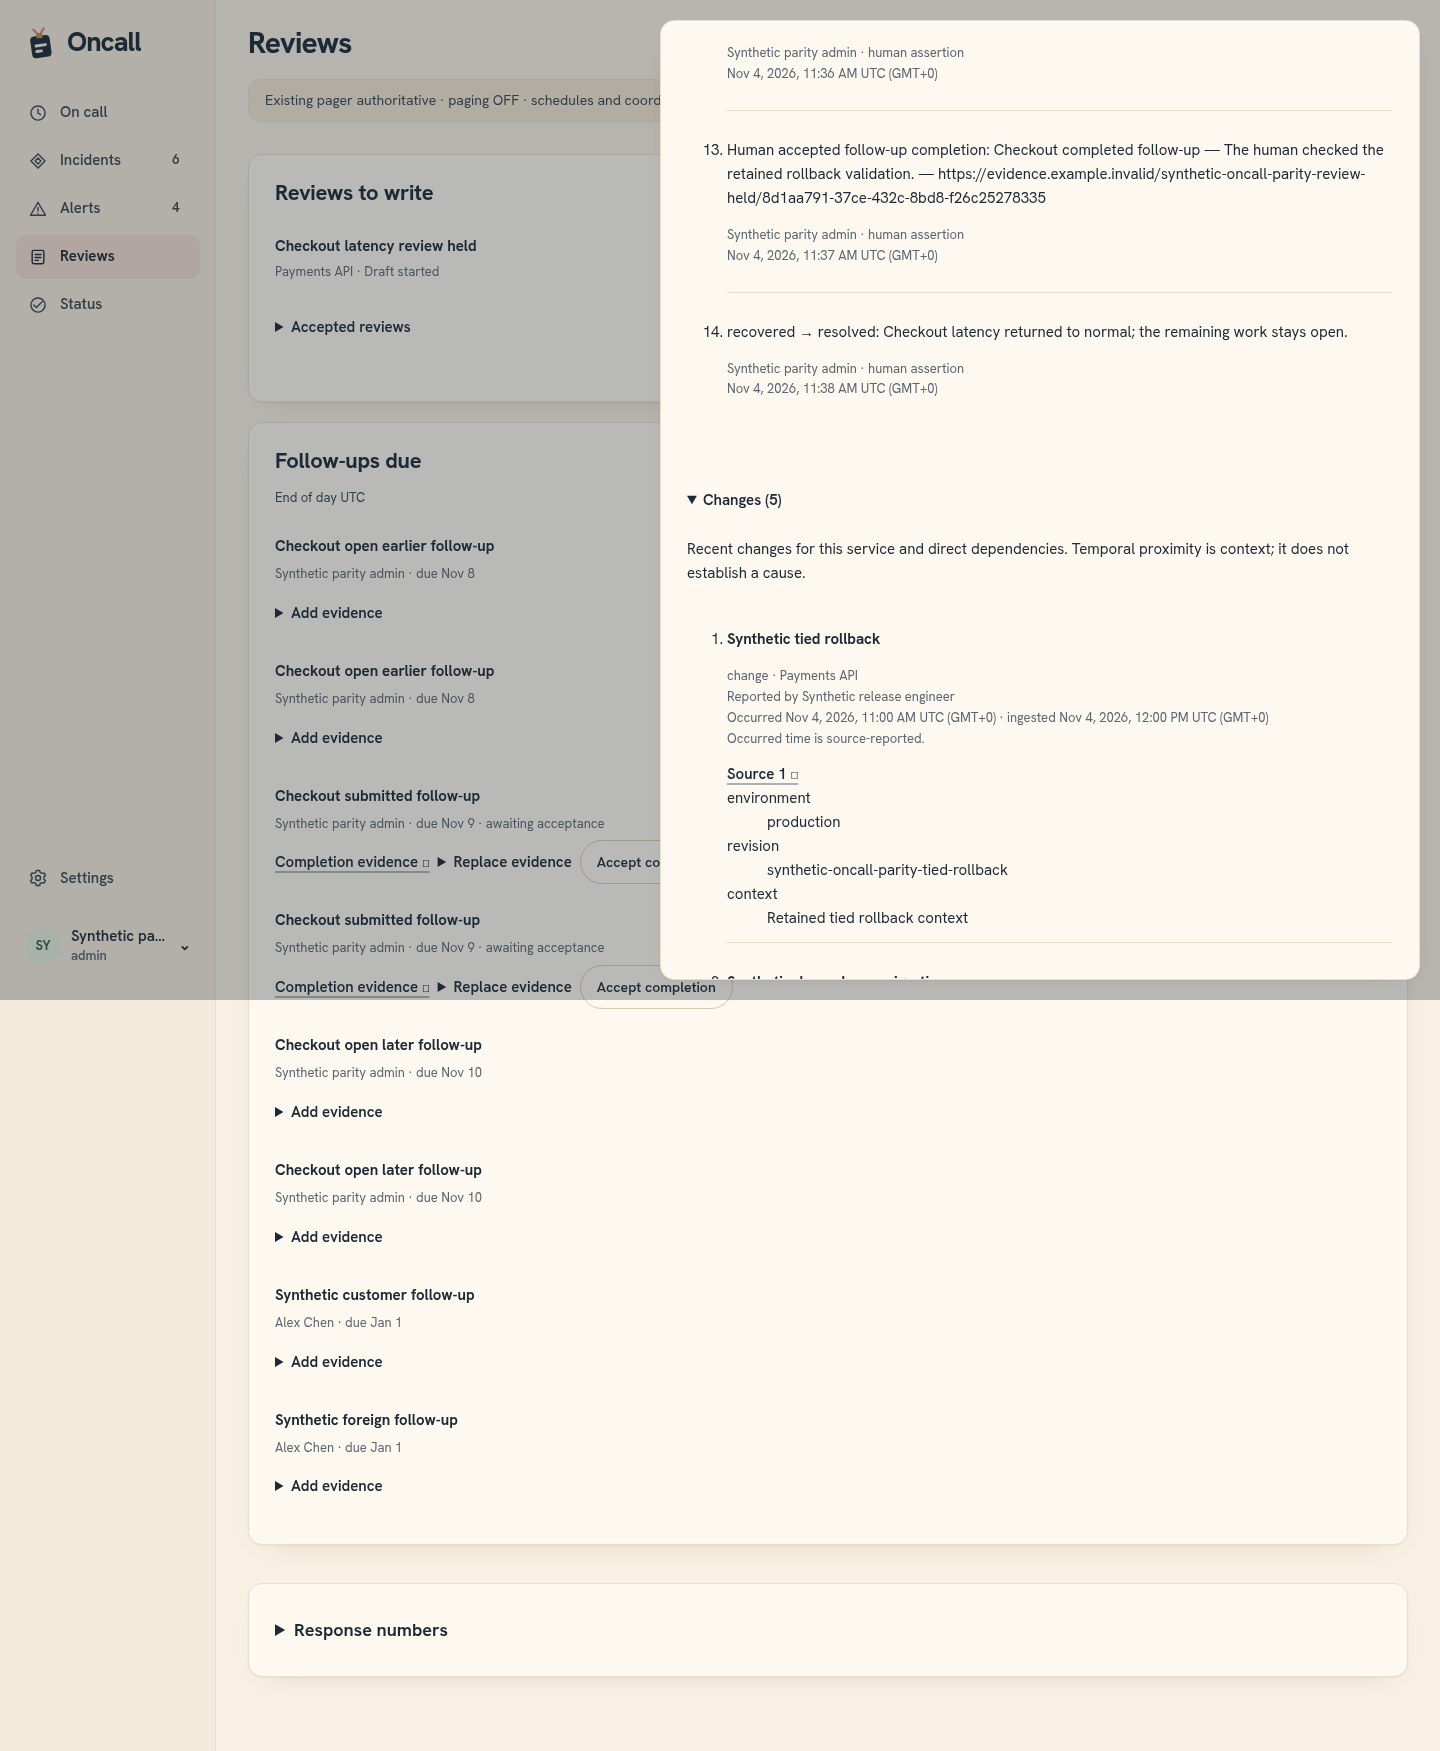 Oncall
On call
Incidents 6
Alerts 4
Reviews
Status
Settings
SY
Synthetic pa...
admin
Reviews
Existing pager authoritative · paging OFF · schedules and coord
Reviews to write
Checkout latency review held
Payments API · Draft started
Accepted reviews
Follow-ups due
End of day UTC
Checkout open earlier follow-up
Synthetic parity admin · due Nov 8
Add evidence
Checkout open earlier follow-up
Synthetic parity admin · due Nov 8
Add evidence
Checkout submitted follow-up
Synthetic parity admin · due Nov 9 · awaiting acceptance
Completion evidence Replace evidence Accept co
Checkout submitted follow-up
Synthetic parity admin · due Nov 9 · awaiting acceptance
Completion evidence Replace evidence Accept completion
Checkout open later follow-up
Synthetic parity admin · due Nov 10
Add evidence
Checkout open later follow-up
Synthetic parity admin · due Nov 10
Add evidence
Synthetic customer follow-up
Alex Chen · due Jan 1
Add evidence
Synthetic foreign follow-up
Alex Chen · due Jan 1
Add evidence
Response numbers
Synthetic parity admin · human assertion
Nov 4, 2026, 11:36 AM UTC (GMT+0)
13. Human accepted follow-up completion: Checkout completed follow-up — The human checked the
retained rollback validation. — https://evidence.example.invalid/synthetic-oncall-parity-review-
held/8d1aa791-37ce-432c-8bd8-f26c25278335
Synthetic parity admin · human assertion
Nov 4, 2026, 11:37 AM UTC (GMT+0)
14. recovered → resolved: Checkout latency returned to normal; the remaining work stays open.
Synthetic parity admin · human assertion
Nov 4, 2026, 11:38 AM UTC (GMT+0)
Changes (5)
Recent changes for this service and direct dependencies. Temporal proximity is context; it does not
establish a cause.
1. Synthetic tied rollback
change · Payments API
Reported by Synthetic release engineer
Occurred Nov 4, 2026, 11:00 AM UTC (GMT+0) · ingested Nov 4, 2026, 12:00 PM UTC (GMT+0)
Occurred time is source-reported.
Source 1
environment
production
revision
synthetic-oncall-parity-tied-rollback
context
Retained tied rollback context